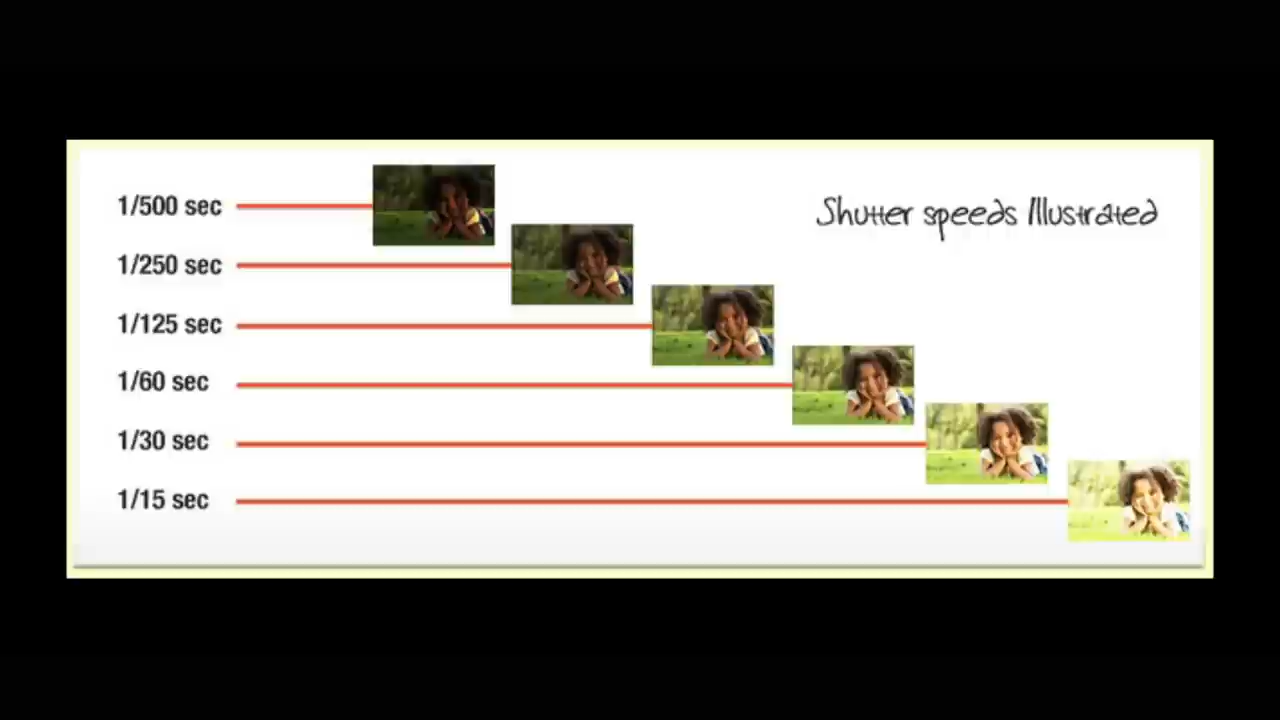 1/500 sec
Shutter speeds Illustrated
1/250 sec
1/125 sec
1/60 sec
1/30 sec
1/15 sec